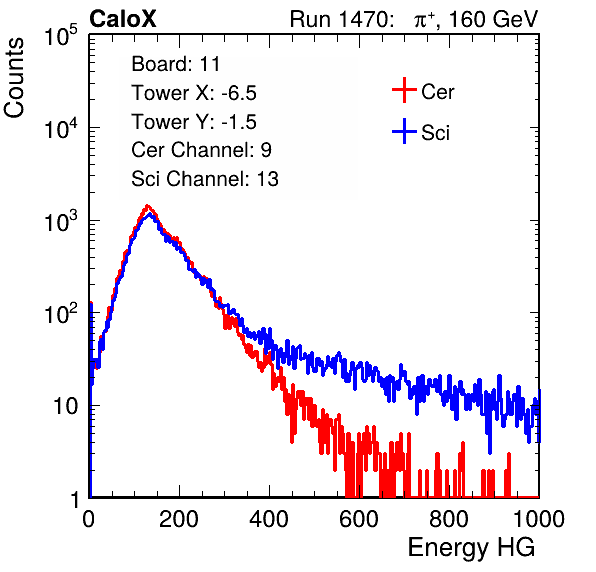 CaloX Run 1470: π⁺, 160 GeV
Counts
10⁵
10⁴
10³
10²
10
1
Board: 11
Tower X: -6.5
Tower Y: -1.5
Cer Channel: 9
Sci Channel: 13
Cer
Sci
0 200 400 600 800 1000
Energy HG